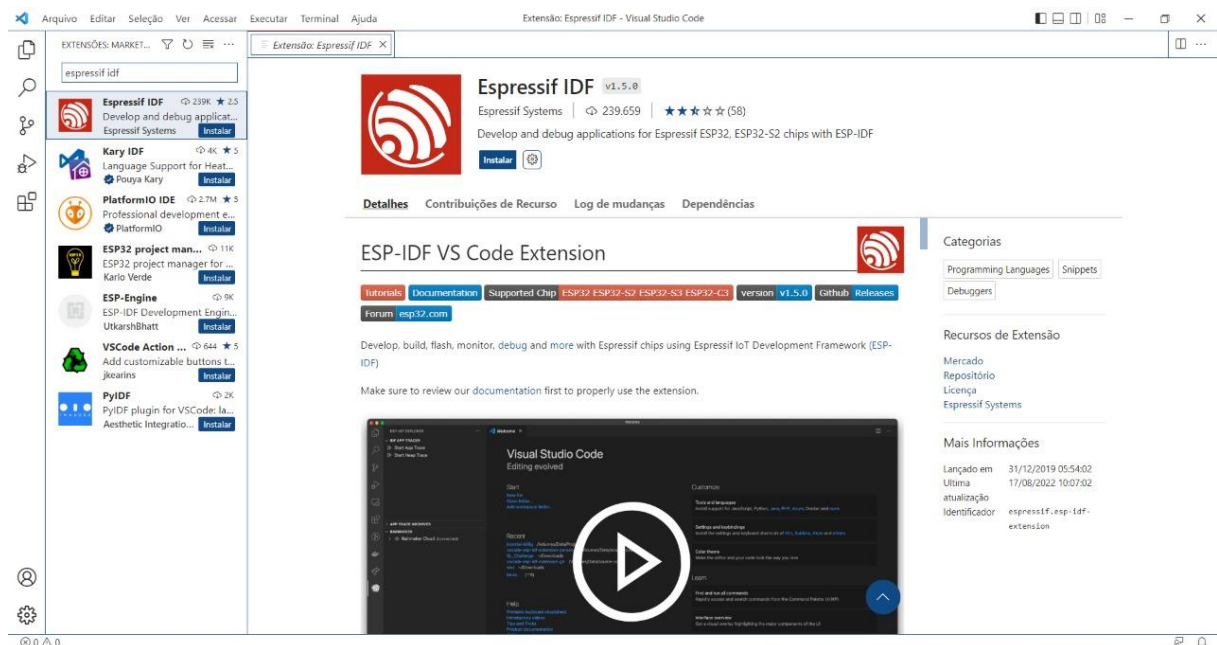 Arquivo Editar Seleção Ver Acessar Executar Terminal Ajuda
Extensão: Espressif IDF - Visual Studio Code
EXTENSÕES: MARKET...
Extensão: Espressif IDF
espressif idf
Espressif IDF 239K ★ 2.5
Develop and debug applicat...
Espressif Systems Instalar
Kary IDF 4K ★ 5
Language Support for Heat...
Pouya Kary Instalar
PlatformIO IDE 2.7M ★ 5
Professional development e...
PlatformIO Instalar
ESP32 project man... 11K
ESP32 project manager for ...
Karlo Verde Instalar
ESP-Engine 9K
ESP-IDF Development Engin...
UtkarshBhatt Instalar
VSCode Action ... 644 ★ 5
Add customizable buttons t...
jkearins Instalar
PyIDF 2K
PyIDF plugin for VSCode: la...
Aesthetic Integratio... Instalar
Espressif IDF v1.5.0
Espressif Systems 239.659 (58)
Develop and debug applications for Espressif ESP32, ESP32-S2 chips with ESP-IDF
Instalar
Detalhes Contribuições de Recurso Log de mudanças Dependências
ESP-IDF VS Code Extension
Tutorials Documentation Supported Chip ESP32 ESP32-S2 ESP32-S3 ESP32-C3 version v1.5.0 Github Releases
Forum esp32.com
Develop, build, flash, monitor, debug and more with Espressif chips using Espressif IoT Development Framework (ESP-
IDF)
Make sure to review our documentation first to properly use the extension.
Visual Studio Code
Editing evolved
Start
Recent
Help
Customize
Learn
Categorias
Programming Languages Snippets
Debuggers
Recursos de Extensão
Mercado
Repositório
Licença
Espressif Systems
Mais Informações
Lançado em 31/12/2019 05:54:02
Ultima 17/08/2022 10:07:02
atualização
Identificador espressif.esp-idf-
extension
0 0